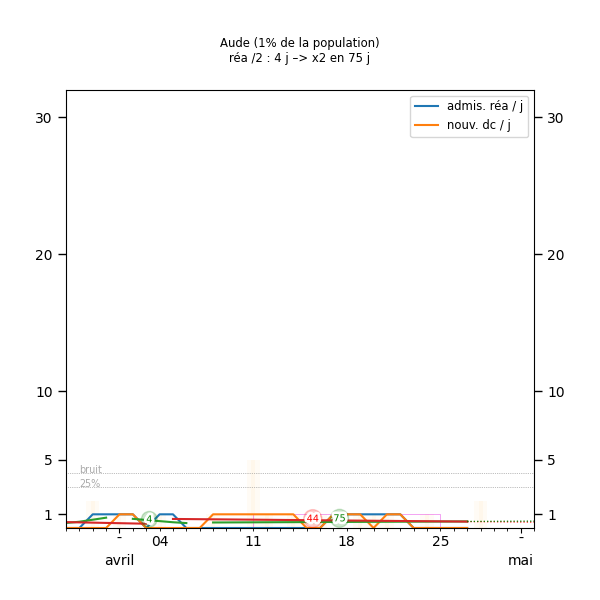 Aude (1% de la population)
réa /2 : 4 j –> x2 en 75 j
admis. réa / j
nouv. dc / j
30 30
20 20
10 10
5 5
bruit
25%
1 4 44 75 1
- 04 11 18 25 -
avril mai